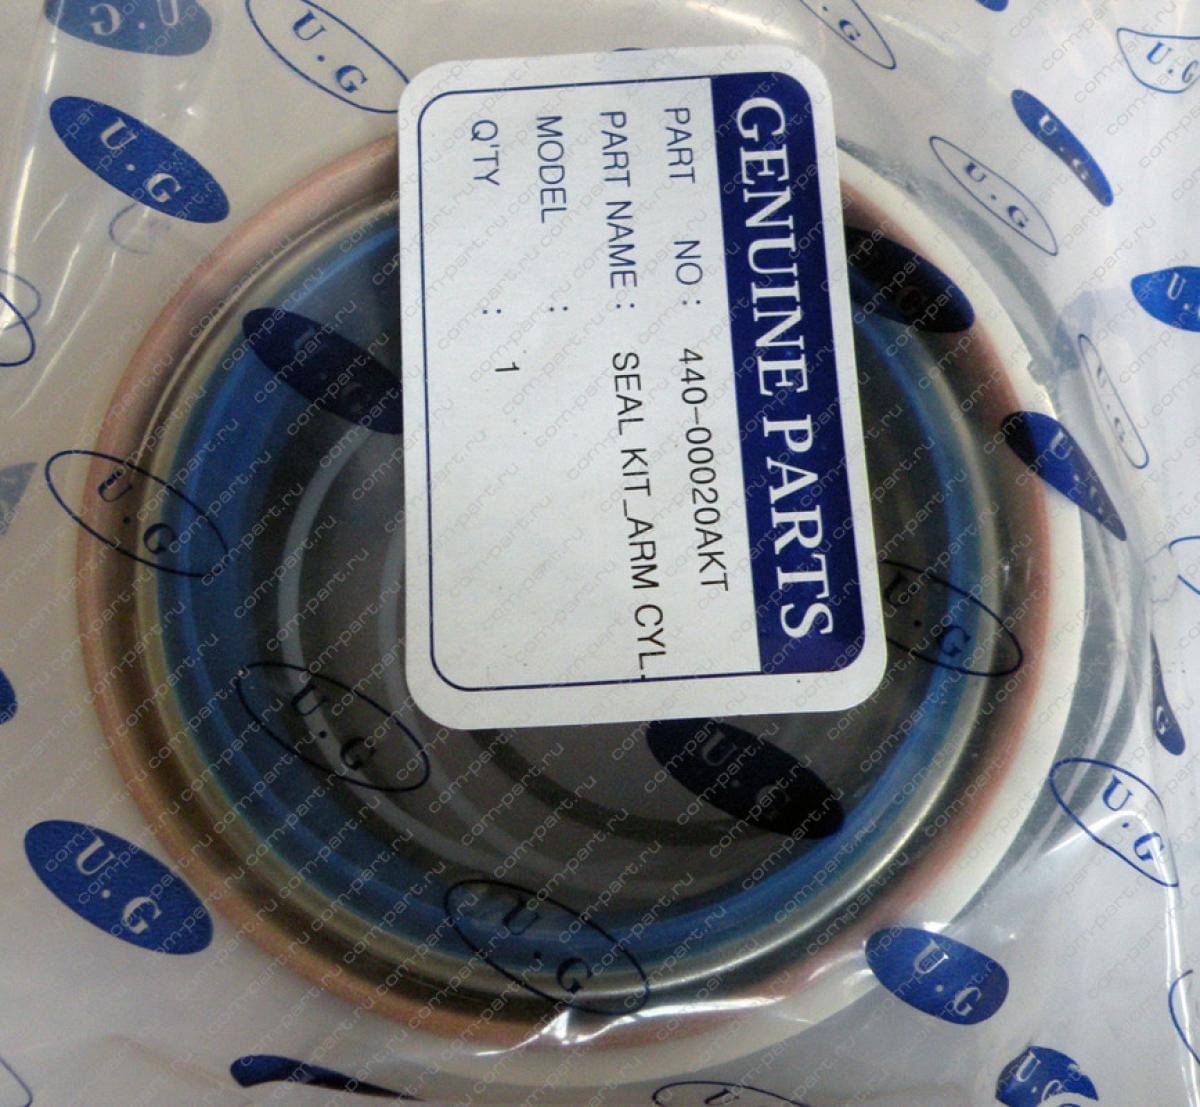 GENUINE PARTS
PART NO : 440-00020AKT
PART NAME : SEAL KIT_ARM CYL.
MODEL :
Q'TY : 1
U.G
U.G
U.G
U.G
U.G
U.G
U.G
U.G
U.G
U.G
U.G
U.G
U.G
U.G
com-part.ru